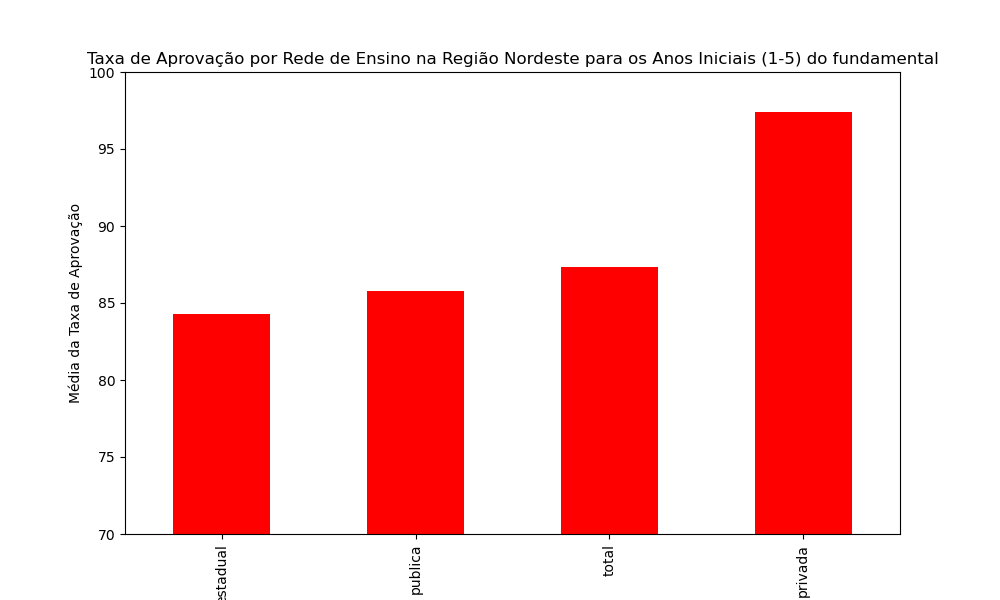 Taxa de Aprovação por Rede de Ensino na Região Nordeste para os Anos Iniciais (1-5) do fundamental
Média da Taxa de Aprovação
100
95
90
85
80
75
70
estadual
publica
total
privada